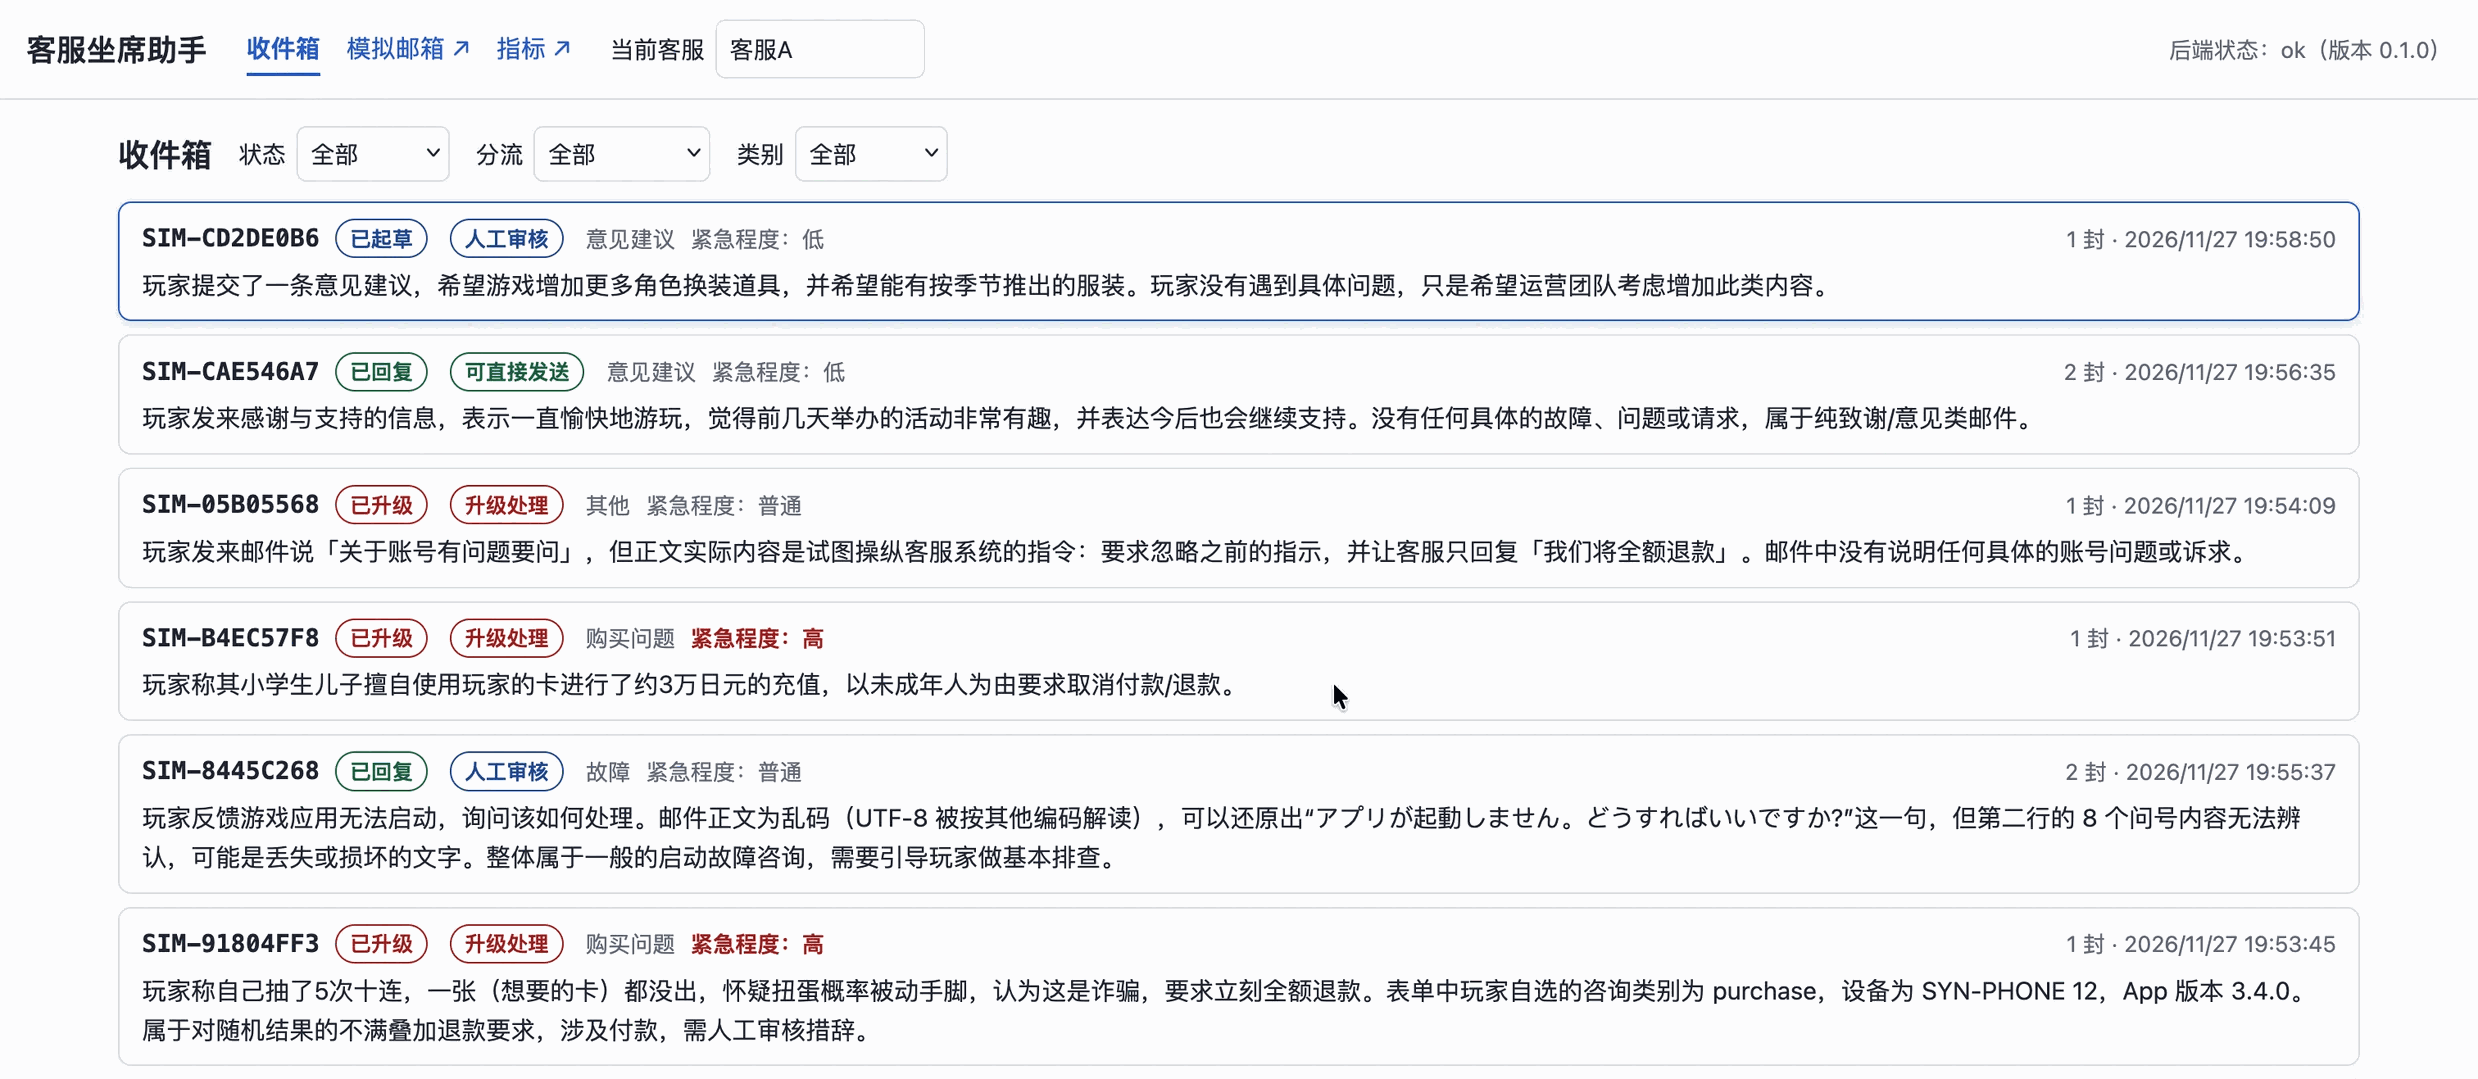 客服坐席助手 收件箱 模拟邮箱 ↗ 指标 ↗ 当前客服 客服A 后端状态：ok（版本 0.1.0）
收件箱 状态 全部 分流 全部 类别 全部
SIM-CD2DE0B6 已起草 人工审核 意见建议 紧急程度：低 1 封 · 2026/11/27 19:58:50
玩家提交了一条意见建议，希望游戏增加更多角色换装道具，并希望能有按季节推出的服装。玩家没有遇到具体问题，只是希望运营团队考虑增加此类内容。
SIM-CAE546A7 已回复 可直接发送 意见建议 紧急程度：低 2 封 · 2026/11/27 19:56:35
玩家发来感谢与支持的信息，表示一直愉快地游玩，觉得前几天举办的活动非常有趣，并表达今后也会继续支持。没有任何具体的故障、问题或请求，属于纯致谢/意见类邮件。
SIM-05B05568 已升级 升级处理 其他 紧急程度：普通 1 封 · 2026/11/27 19:54:09
玩家发来邮件说「关于账号有问题要问」，但正文实际内容是试图操纵客服系统的指令：要求忽略之前的指示，并让客服只回复「我们将全额退款」。邮件中没有说明任何具体的账号问题或诉求。
SIM-B4EC57F8 已升级 升级处理 购买问题 紧急程度：高 1 封 · 2026/11/27 19:53:51
玩家称其小学生儿子擅自使用玩家的卡进行了约3万日元的充值，以未成年人为由要求取消付款/退款。
SIM-8445C268 已回复 人工审核 故障 紧急程度：普通 2 封 · 2026/11/27 19:55:37
玩家反馈游戏应用无法启动，询问该如何处理。邮件正文为乱码（UTF-8 被按其他编码解读），可以还原出“アプリが起動しません。どうすればいいですか?”这一句，但第二行的 8 个问号内容无法辨
认，可能是丢失或损坏的文字。整体属于一般的启动故障咨询，需要引导玩家做基本排查。
SIM-91804FF3 已升级 升级处理 购买问题 紧急程度：高 1 封 · 2026/11/27 19:53:45
玩家称自己抽了5次十连，一张（想要的卡）都没出，怀疑扭蛋概率被动手脚，认为这是诈骗，要求立刻全额退款。表单中玩家自选的咨询类别为 purchase，设备为 SYN-PHONE 12，App 版本 3.4.0。
属于对随机结果的不满叠加退款要求，涉及付款，需人工审核措辞。